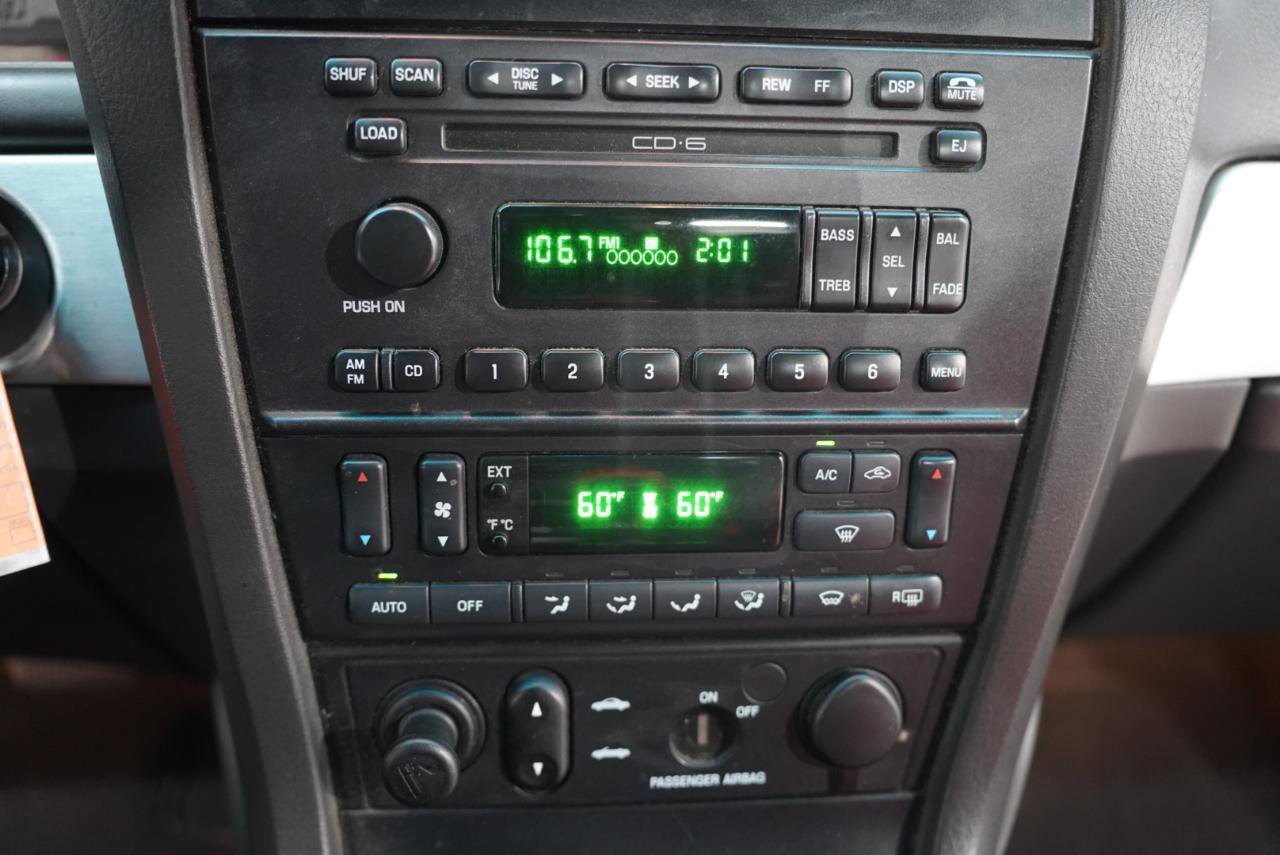 SHUF SCAN DISC TUNE SEEK REW FF DSP MUTE
LOAD CD·6 EJ
106.7 FM1 2:01
BASS SEL BAL
TREB FADE
PUSH ON
AM FM CD 1 2 3 4 5 6 MENU
EXT
60°F 60°F
°F °C
A/C
AUTO OFF R
ON
OFF
PASSENGER AIRBAG